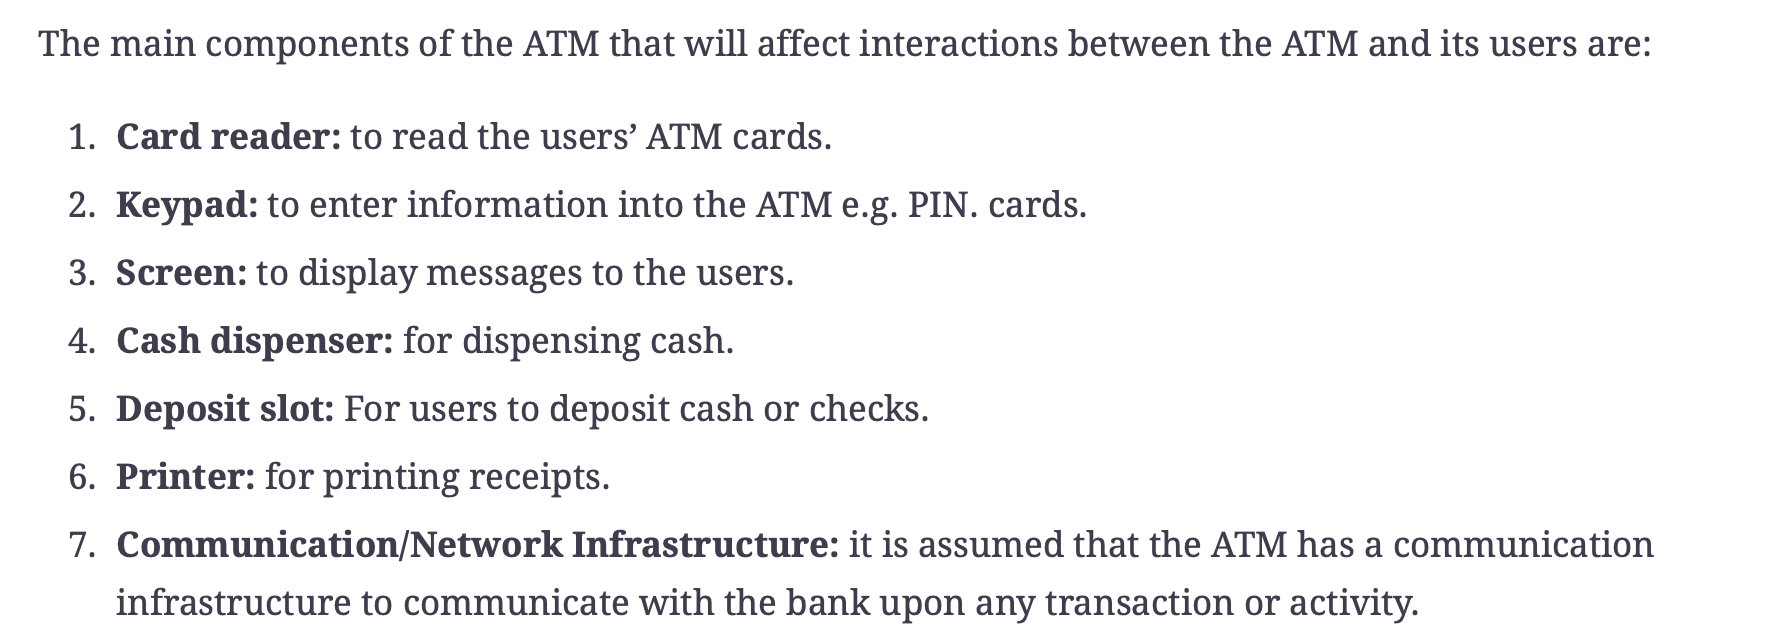 The main components of the ATM that will affect interactions between the ATM and its users are:
1. Card reader: to read the users’ ATM cards.
2. Keypad: to enter information into the ATM e.g. PIN. cards.
3. Screen: to display messages to the users.
4. Cash dispenser: for dispensing cash.
5. Deposit slot: For users to deposit cash or checks.
6. Printer: for printing receipts.
7. Communication/Network Infrastructure: it is assumed that the ATM has a communication
infrastructure to communicate with the bank upon any transaction or activity.